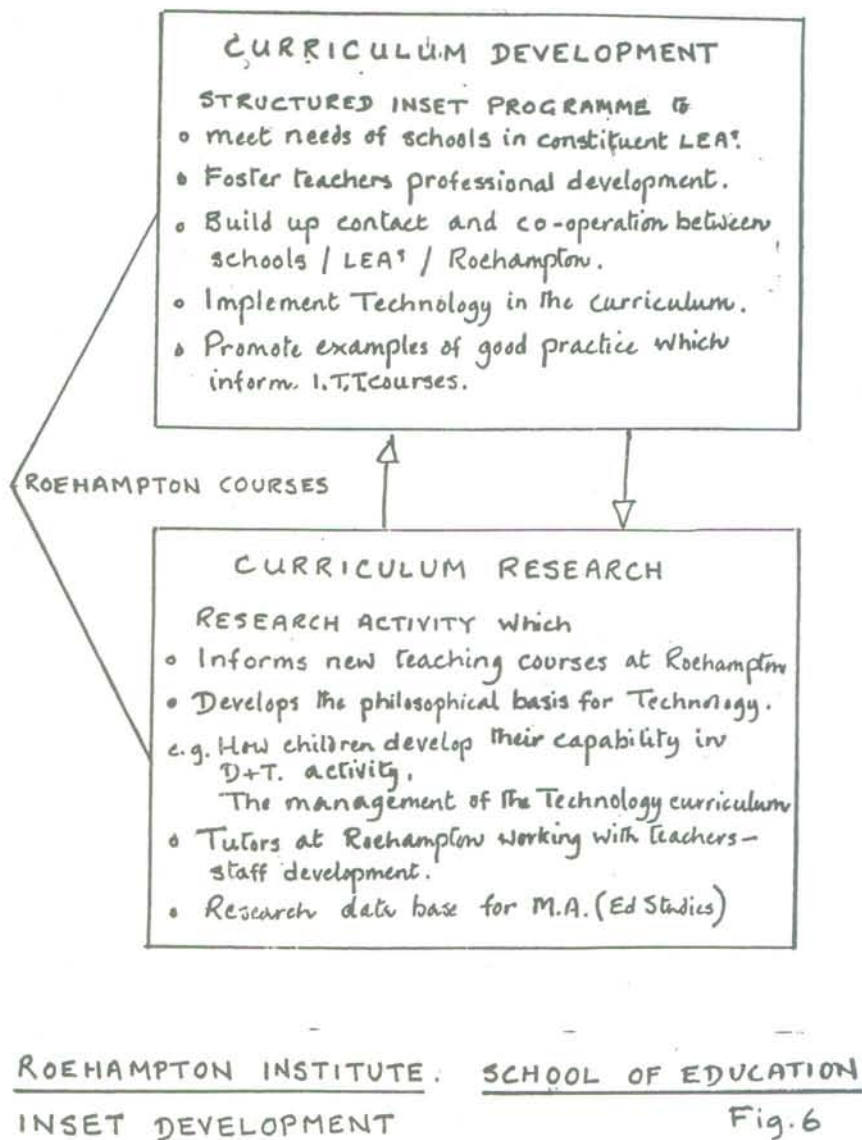 CURRICULUM DEVELOPMENT
STRUCTURED INSET PROGRAMME to
• meet needs of schools in constituent LEAs.
• Foster teachers professional development.
• Build up contact and co-operation between
schools / LEAs / Roehampton.
• Implement Technology in the curriculum.
• Promote examples of good practice which
inform I.T.T courses.
ROEHAMPTON COURSES
CURRICULUM RESEARCH
RESEARCH ACTIVITY which
• Informs new teaching courses at Roehampton
• Develops the philosophical basis for Technology.
e.g. How children develop their capability in
D+T. activity.
The management of the Technology curriculum
• Tutors at Roehampton working with teachers –
staff development.
• Research data base for M.A. (Ed Studies)
ROEHAMPTON INSTITUTE. SCHOOL OF EDUCATION
INSET DEVELOPMENT Fig. 6